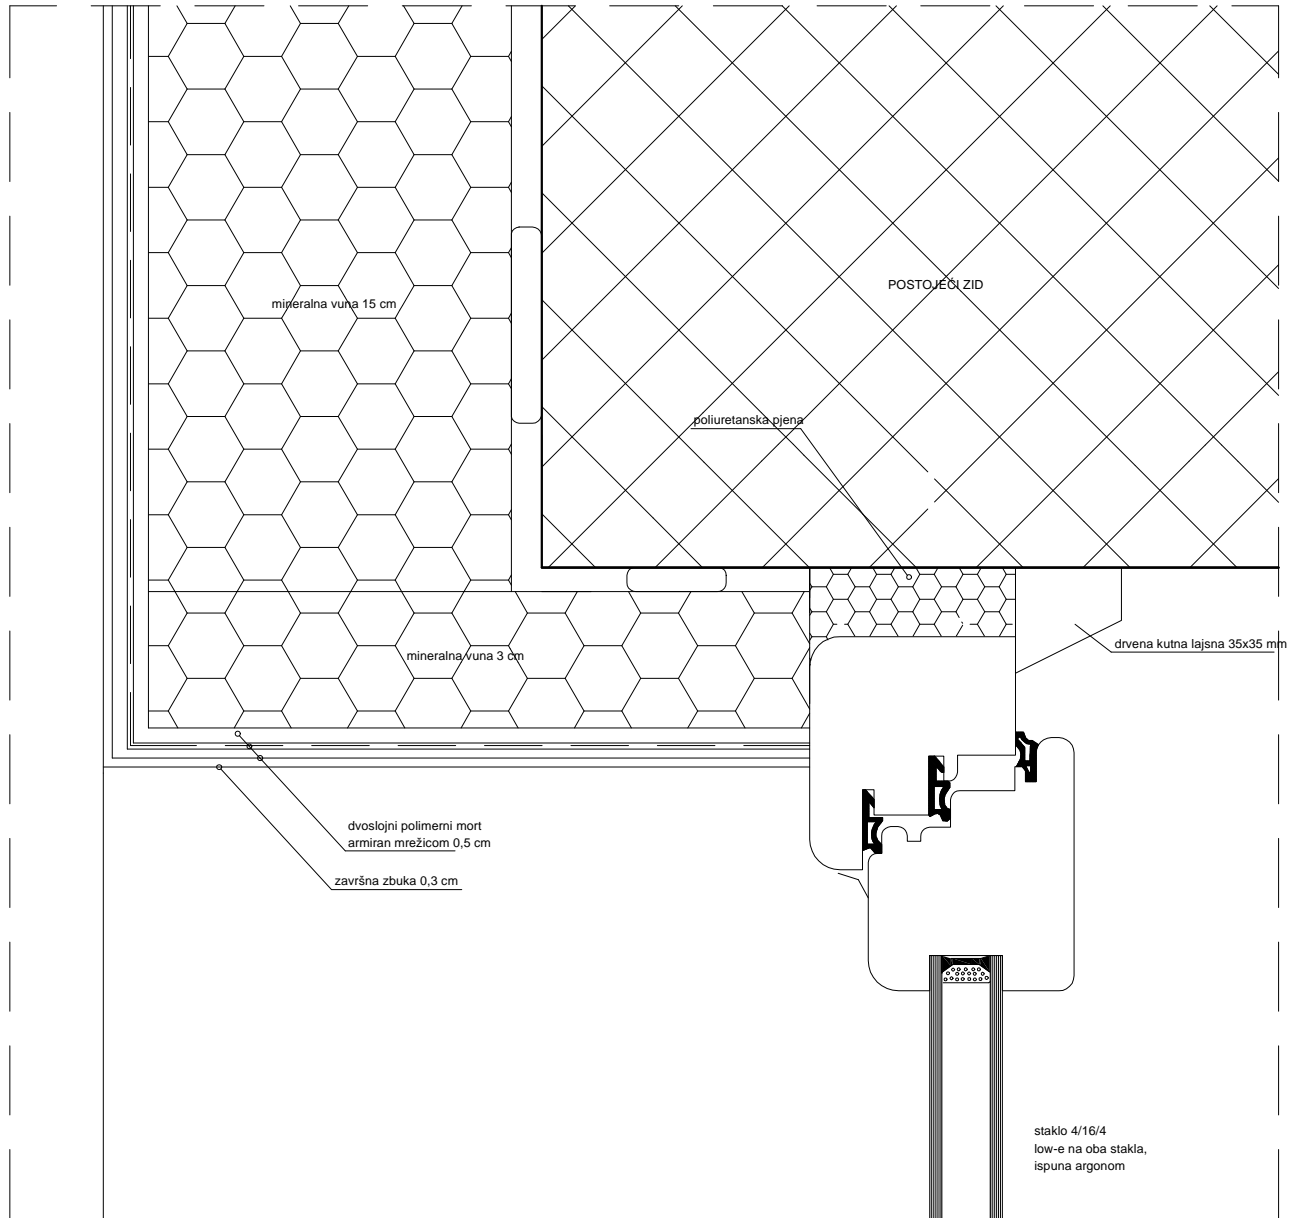 POSTOJEĆI ZID
mineralna vuna 15 cm
poliuretanska pjena
drvena kutna lajsna 35x35 mm
mineralna vuna 3 cm
dvoslojni polimerni mort
armiran mrežicom 0,5 cm
završna zbuka 0,3 cm
staklo 4/16/4
low-e na oba stakla,
ispuna argonom